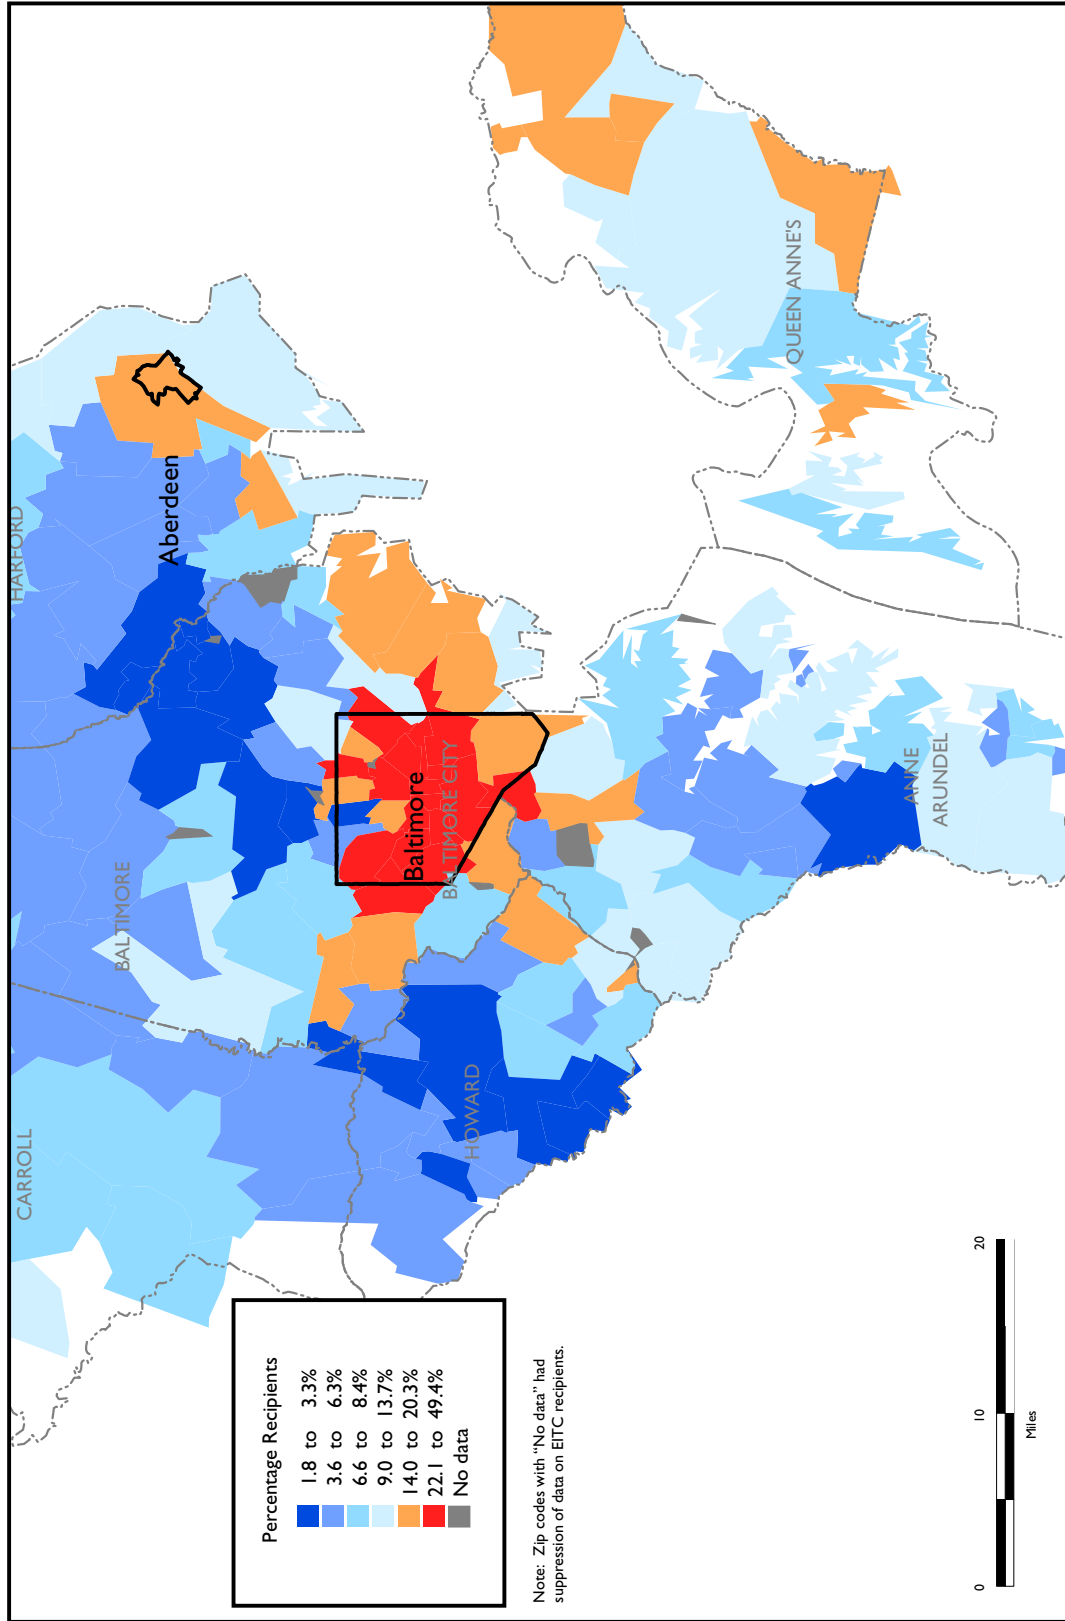 HARFORD
Aberdeen
BALTIMORE
Baltimore
BALTIMORE CITY
QUEEN ANNE'S
ANNE
ARUNDEL
HOWARD
CARROLL
Percentage Recipients
1.8 to 3.3%
3.6 to 6.3%
6.6 to 8.4%
9.0 to 13.7%
14.0 to 20.3%
22.1 to 49.4%
No data
Note: Zip codes with "No data" had
suppression of data on EITC recipients.
0 10 20
Miles